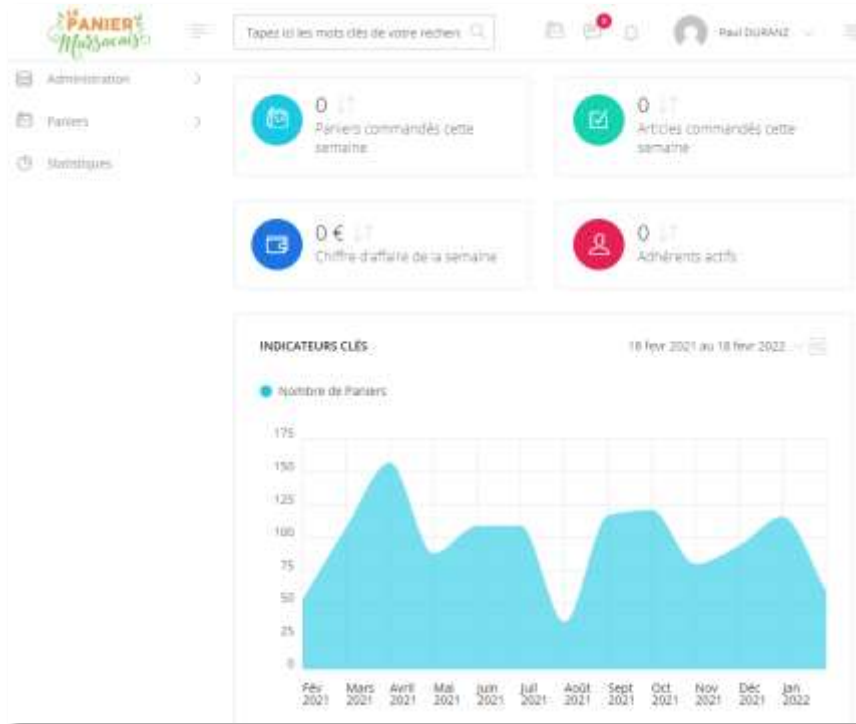 LE
PANIER
Mussacais
Tapez ici les mots clés de votre recherc
0
Paul DURANZ
Administration
Paniers
Statistiques
0
Paniers commandés cette
semaine
0
Articles commandés cette
semaine
0 €
Chiffre d'affaire de la semaine
0
Adhérents actifs
INDICATEURS CLÉS
18 fevr 2021 au 18 fevr 2022
Nombre de Paniers
175
150
125
100
75
50
25
0
Fév Mars Avril Mai Juin Juil Août Sept Oct Nov Déc Jan
2021 2021 2021 2021 2021 2021 2021 2021 2021 2021 2021 2022